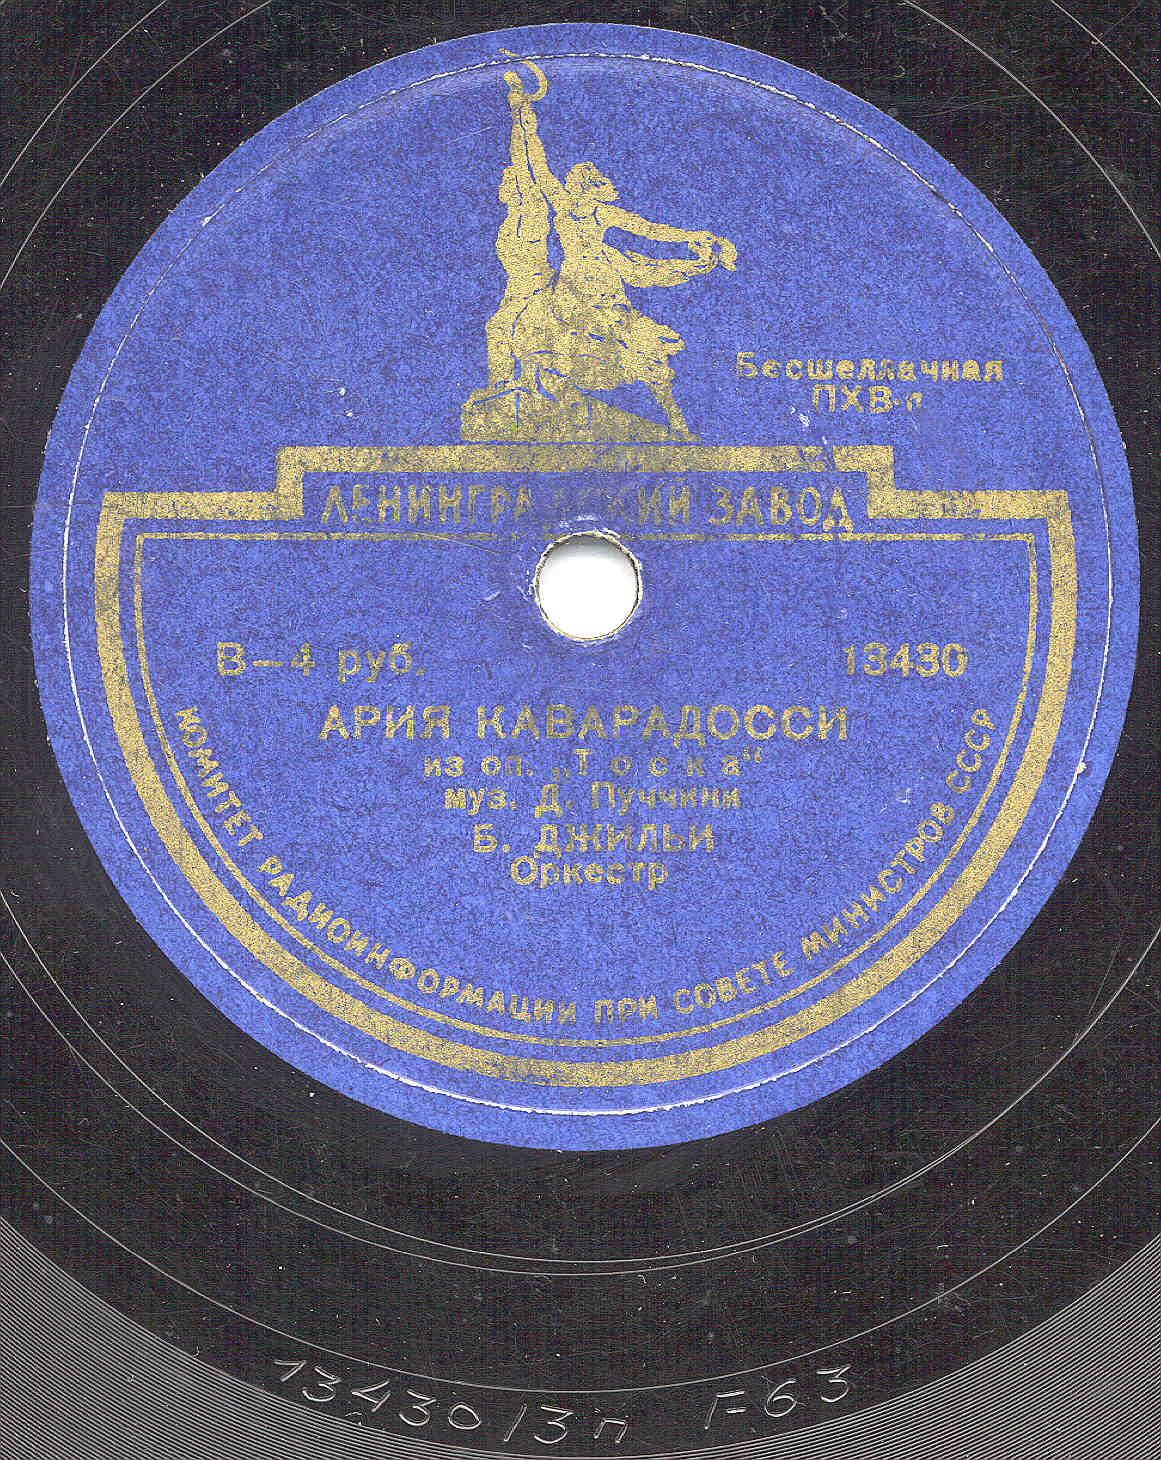 Бесшеллачная
ПХВ-п
ЛЕНИНГРАДСКИЙ ЗАВОД
В—4 руб.
13430
АРИЯ КАВАРАДОССИ
из оп. „Тоска“
муз. Д. Пуччини
Б. ДЖИЛЬИ
Оркестр
КОМИТЕТ РАДИОИНФОРМАЦИИ ПРИ СОВЕТЕ МИНИСТРОВ СССР
13430/3п Г-63